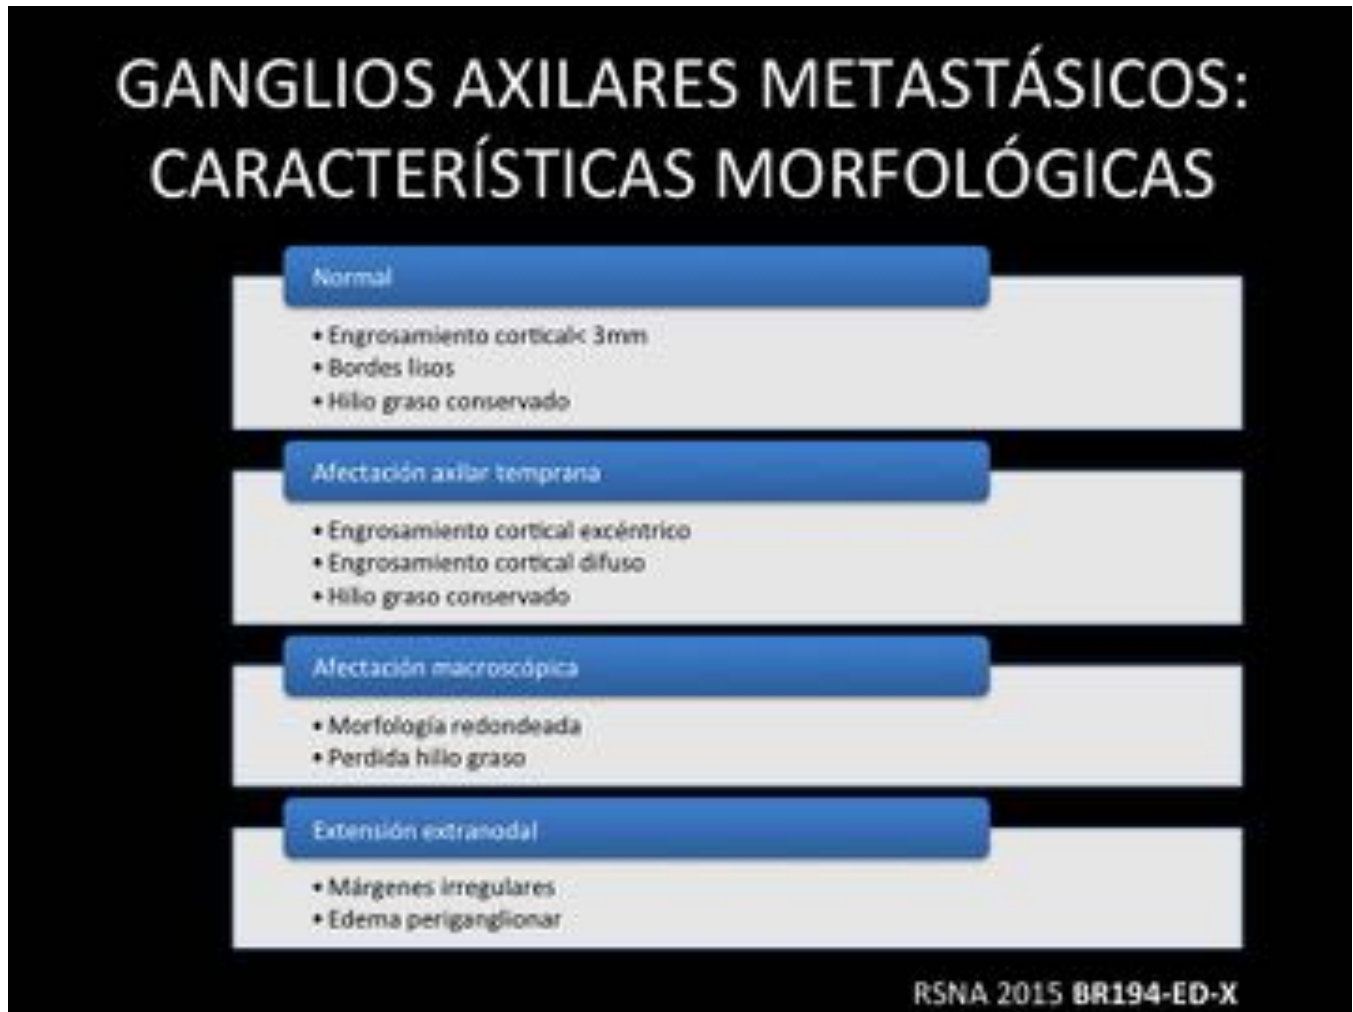 GANGLIOS AXILARES METASTÁSICOS:
CARACTERÍSTICAS MORFOLÓGICAS
Normal
• Engrosamiento cortical< 3mm
• Bordes lisos
• Hilio graso conservado
Afectación axilar temprana
• Engrosamiento cortical excéntrico
• Engrosamiento cortical difuso
• Hilio graso conservado
Afectación macroscópica
• Morfología redondeada
• Perdida hilio graso
Extensión extranodal
• Márgenes irregulares
• Edema periganglionar
RSNA 2015 BR194-ED-X